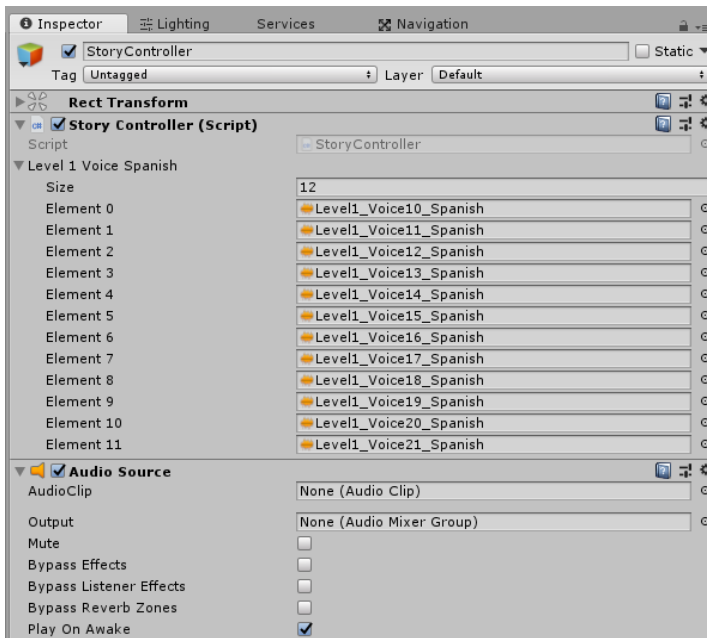 Inspector Lighting Services Navigation
StoryController Static
Tag Untagged Layer Default
Rect Transform
Story Controller (Script)
Script StoryController
Level 1 Voice Spanish
Size 12
Element 0 Level1_Voice10_Spanish
Element 1 Level1_Voice11_Spanish
Element 2 Level1_Voice12_Spanish
Element 3 Level1_Voice13_Spanish
Element 4 Level1_Voice14_Spanish
Element 5 Level1_Voice15_Spanish
Element 6 Level1_Voice16_Spanish
Element 7 Level1_Voice17_Spanish
Element 8 Level1_Voice18_Spanish
Element 9 Level1_Voice19_Spanish
Element 10 Level1_Voice20_Spanish
Element 11 Level1_Voice21_Spanish
Audio Source
AudioClip None (Audio Clip)
Output None (Audio Mixer Group)
Mute
Bypass Effects
Bypass Listener Effects
Bypass Reverb Zones
Play On Awake